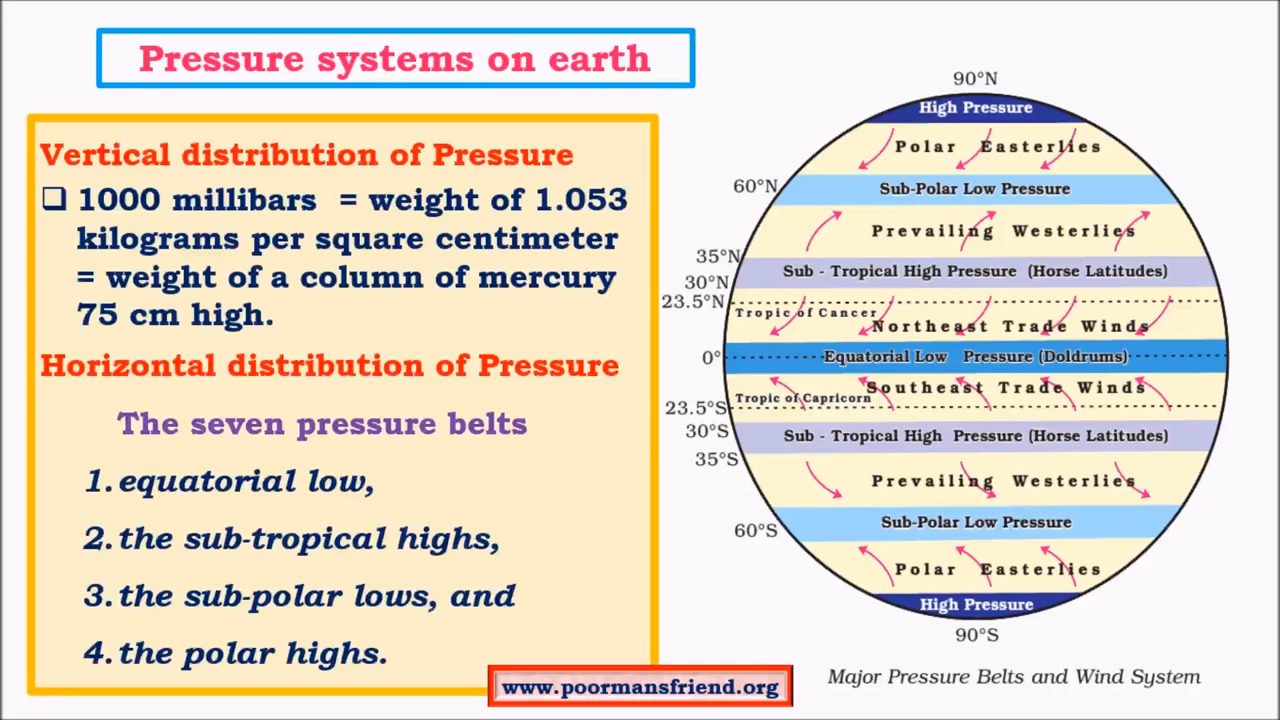 Pressure systems on earth
Vertical distribution of Pressure
❑ 1000 millibars = weight of 1.053
kilograms per square centimeter
= weight of a column of mercury
75 cm high.
Horizontal distribution of Pressure
The seven pressure belts
1. equatorial low,
2. the sub-tropical highs,
3. the sub-polar lows, and
4. the polar highs.
www.poormansfriend.org
90°N
High Pressure
Polar Easterlies
60°N
Sub-Polar Low Pressure
Prevailing Westerlies
35°N
Sub - Tropical High Pressure (Horse Latitudes)
30°N
23.5°N
Tropic of Cancer
Northeast Trade Winds
0°
Equatorial Low Pressure (Doldrums)
Southeast Trade Winds
Tropic of Capricorn
23.5°S
30°S
Sub - Tropical High Pressure (Horse Latitudes)
35°S
Prevailing Westerlies
60°S
Sub-Polar Low Pressure
Polar Easterlies
High Pressure
90°S
Major Pressure Belts and Wind System